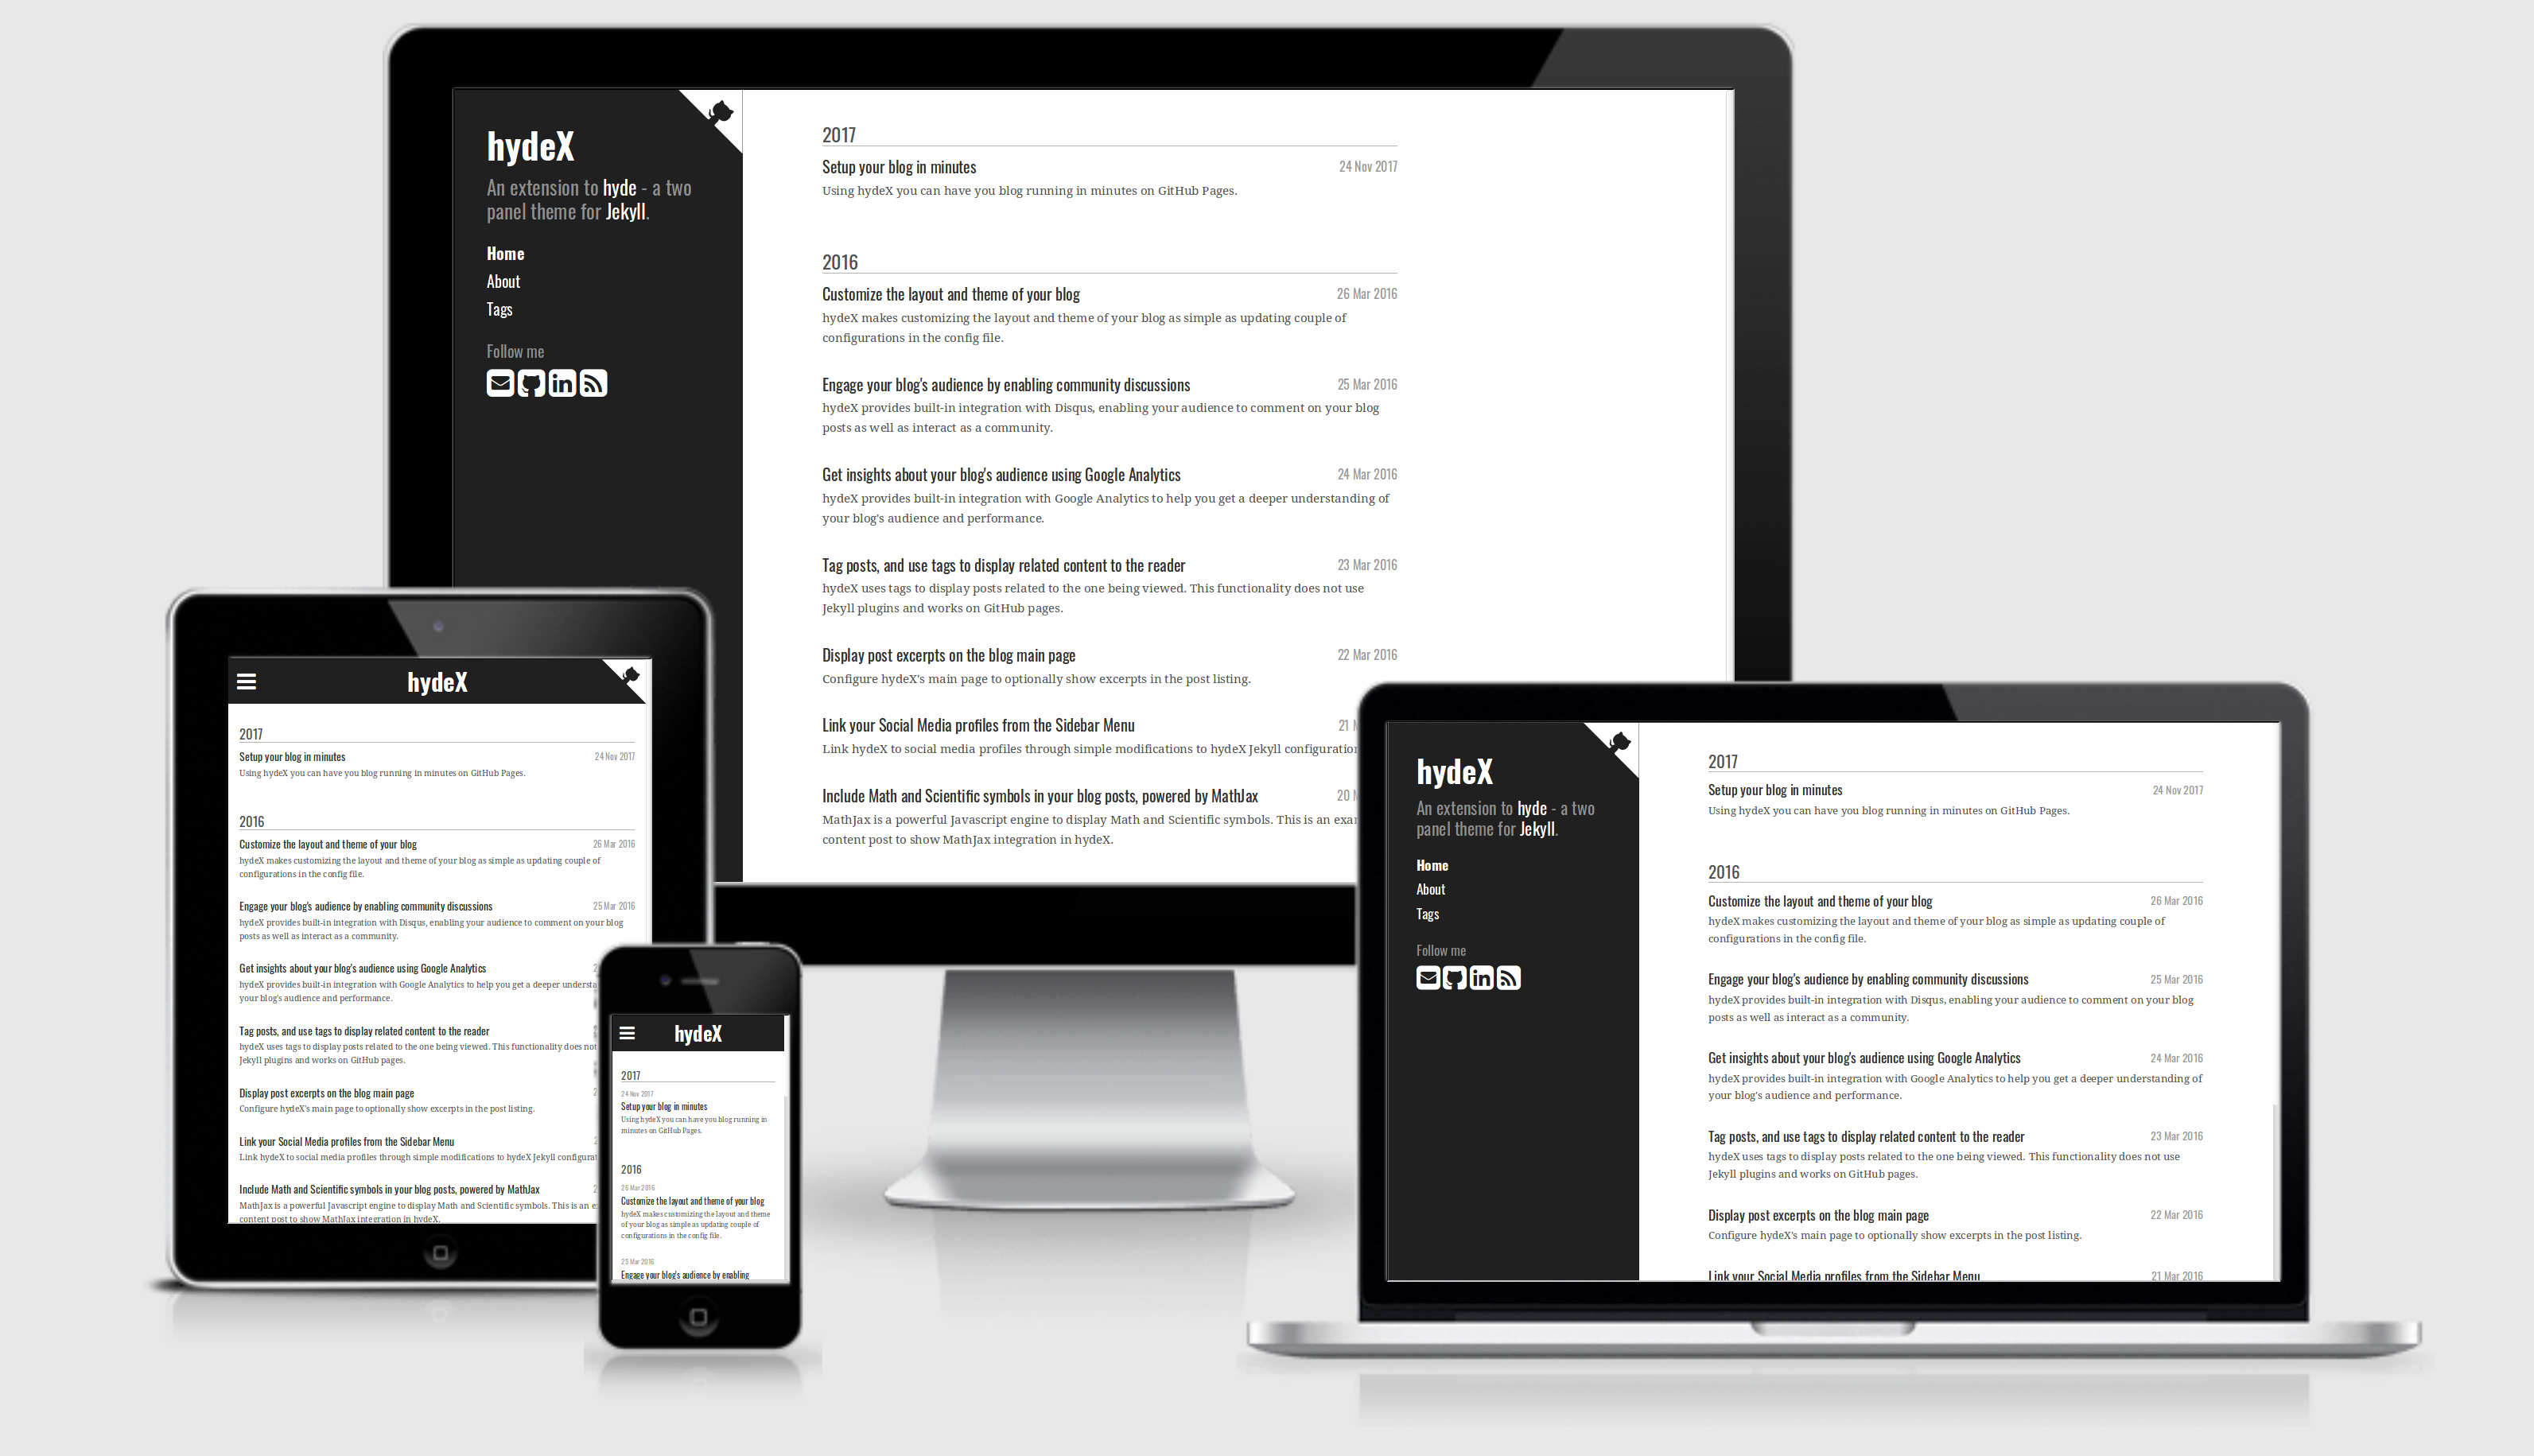 hydeX
An extension to hyde - a two
panel theme for Jekyll.
Home
About
Tags
Follow me
2017
Setup your blog in minutes 24 Nov 2017
Using hydeX you can have you blog running in minutes on GitHub Pages.
2016
Customize the layout and theme of your blog 26 Mar 2016
hydeX makes customizing the layout and theme of your blog as simple as updating couple of
configurations in the config file.
Engage your blog's audience by enabling community discussions 25 Mar 2016
hydeX provides built-in integration with Disqus, enabling your audience to comment on your blog
posts as well as interact as a community.
Get insights about your blog's audience using Google Analytics 24 Mar 2016
hydeX provides built-in integration with Google Analytics to help you get a deeper understanding of
your blog's audience and performance.
Tag posts, and use tags to display related content to the reader 23 Mar 2016
hydeX uses tags to display posts related to the one being viewed. This functionality does not use
Jekyll plugins and works on GitHub pages.
Display post excerpts on the blog main page 22 Mar 2016
Configure hydeX's main page to optionally show excerpts in the post listing.
Link your Social Media profiles from the Sidebar Menu 21
Link hydeX to social media profiles through simple modifications to hydeX Jekyll
Include Math and Scientific symbols in your blog posts, powered by MathJax 20
MathJax is a powerful Javascript engine to display Math and Scientific symbols. This is an
content post to show MathJax integration in hydeX.
hydeX
2017
Setup your blog in minutes 24 Nov 2017
Using hydeX you can have you blog running in minutes on GitHub Pages.
2016
Customize the layout and theme of your blog 26 Mar 2016
hydeX makes customizing the layout and theme of your blog as simple as updating couple of
configurations in the config file.
Engage your blog's audience by enabling community discussions 25 Mar 2016
hydeX provides built-in integration with Disqus, enabling your audience to comment on your blog
posts as well as interact as a community.
Get insights about your blog's audience using Google Analytics
hydeX provides built-in integration with Google Analytics to help you get a deeper
your blog's audience and performance.
Tag posts, and use tags to display related content to the reader
hydeX uses tags to display posts related to the one being viewed. This functionality does not
Jekyll plugins and works on GitHub pages.
Display post excerpts on the blog main page
Configure hydeX's main page to optionally show excerpts in the post listing.
Link your Social Media profiles from the Sidebar Menu
Link hydeX to social media profiles through simple modifications to hydeX Jekyll
Include Math and Scientific symbols in your blog posts, powered by MathJax
MathJax is a powerful Javascript engine to display Math and Scientific symbols. This is an
content post to show MathJax integration in hydeX.
hydeX
2017
24 Nov 2017
Setup your blog in minutes
Using hydeX you can have you blog running in
minutes on GitHub Pages.
2016
26 Mar 2016
Customize the layout and theme of your blog
hydeX makes customizing the layout and theme
of your blog as simple as updating couple of
configurations in the config file.
25 Mar 2016
Engage your blog's audience by enabling
hydeX
An extension to hyde - a two
panel theme for Jekyll.
Home
About
Tags
Follow me
2017
Setup your blog in minutes 24 Nov 2017
Using hydeX you can have you blog running in minutes on GitHub Pages.
2016
Customize the layout and theme of your blog 26 Mar 2016
hydeX makes customizing the layout and theme of your blog as simple as updating couple of
configurations in the config file.
Engage your blog's audience by enabling community discussions 25 Mar 2016
hydeX provides built-in integration with Disqus, enabling your audience to comment on your blog
posts as well as interact as a community.
Get insights about your blog's audience using Google Analytics 24 Mar 2016
hydeX provides built-in integration with Google Analytics to help you get a deeper understanding of
your blog's audience and performance.
Tag posts, and use tags to display related content to the reader 23 Mar 2016
hydeX uses tags to display posts related to the one being viewed. This functionality does not use
Jekyll plugins and works on GitHub pages.
Display post excerpts on the blog main page 22 Mar 2016
Configure hydeX's main page to optionally show excerpts in the post listing.
Link your Social Media profiles from the Sidebar Menu 21 Mar 2016